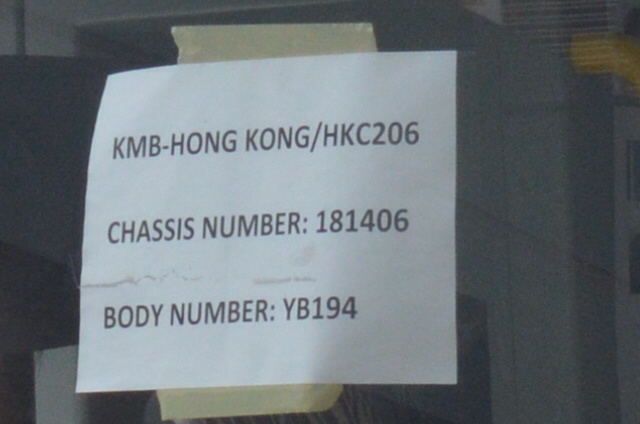 KMB-HONG KONG/HKC206
CHASSIS NUMBER: 181406
BODY NUMBER: YB194